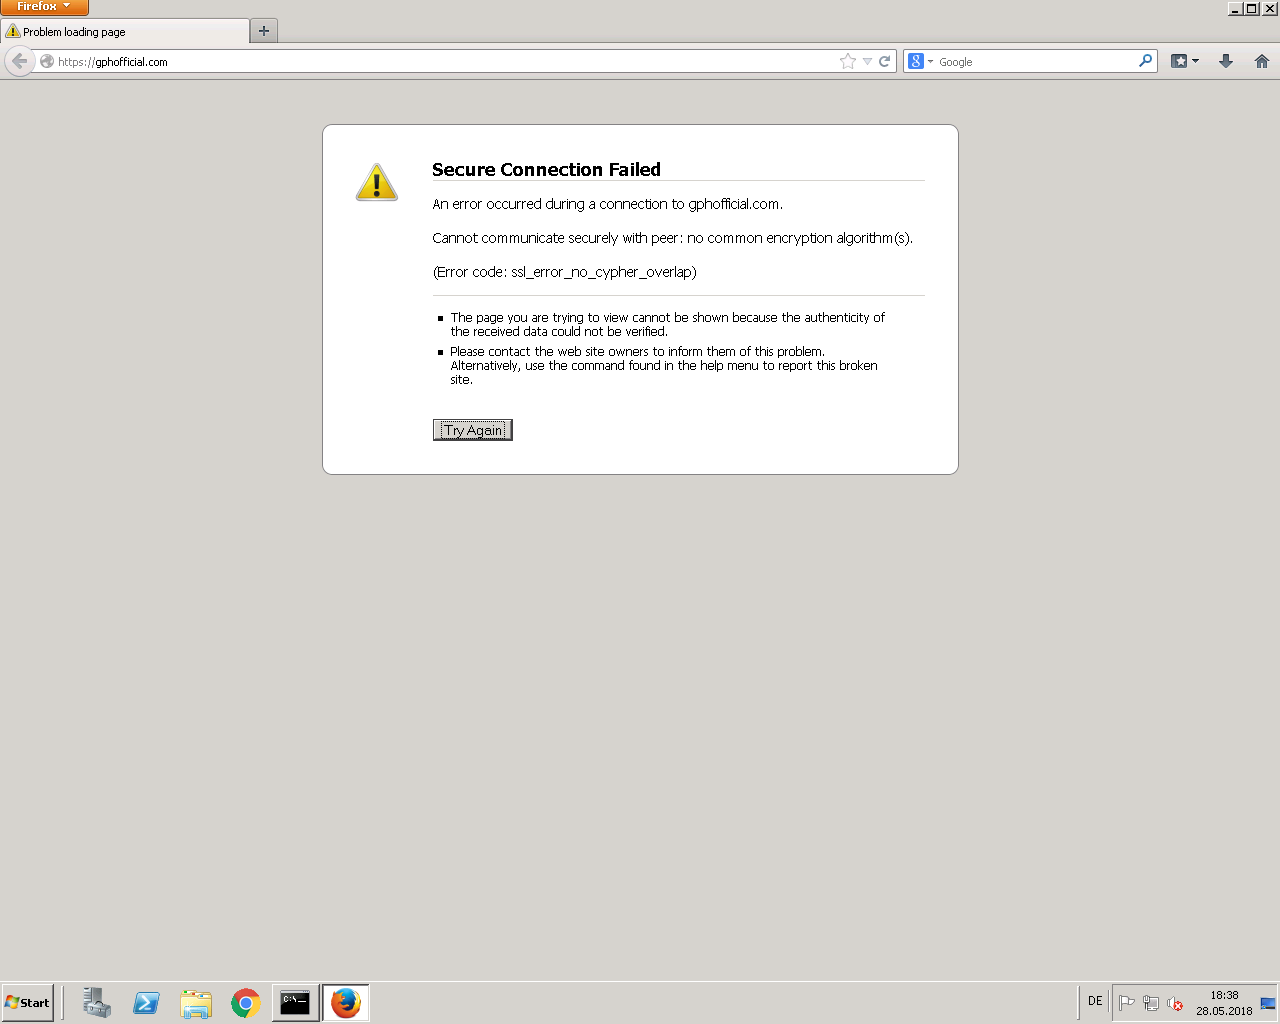 Firefox
Problem loading page
https://gphofficial.com
Google
Secure Connection Failed
An error occurred during a connection to gphofficial.com.
Cannot communicate securely with peer: no common encryption algorithm(s).
(Error code: ssl_error_no_cypher_overlap)
The page you are trying to view cannot be shown because the authenticity of
the received data could not be verified.
Please contact the web site owners to inform them of this problem.
Alternatively, use the command found in the help menu to report this broken
site.
Try Again
Start
DE
18:38
28.05.2018